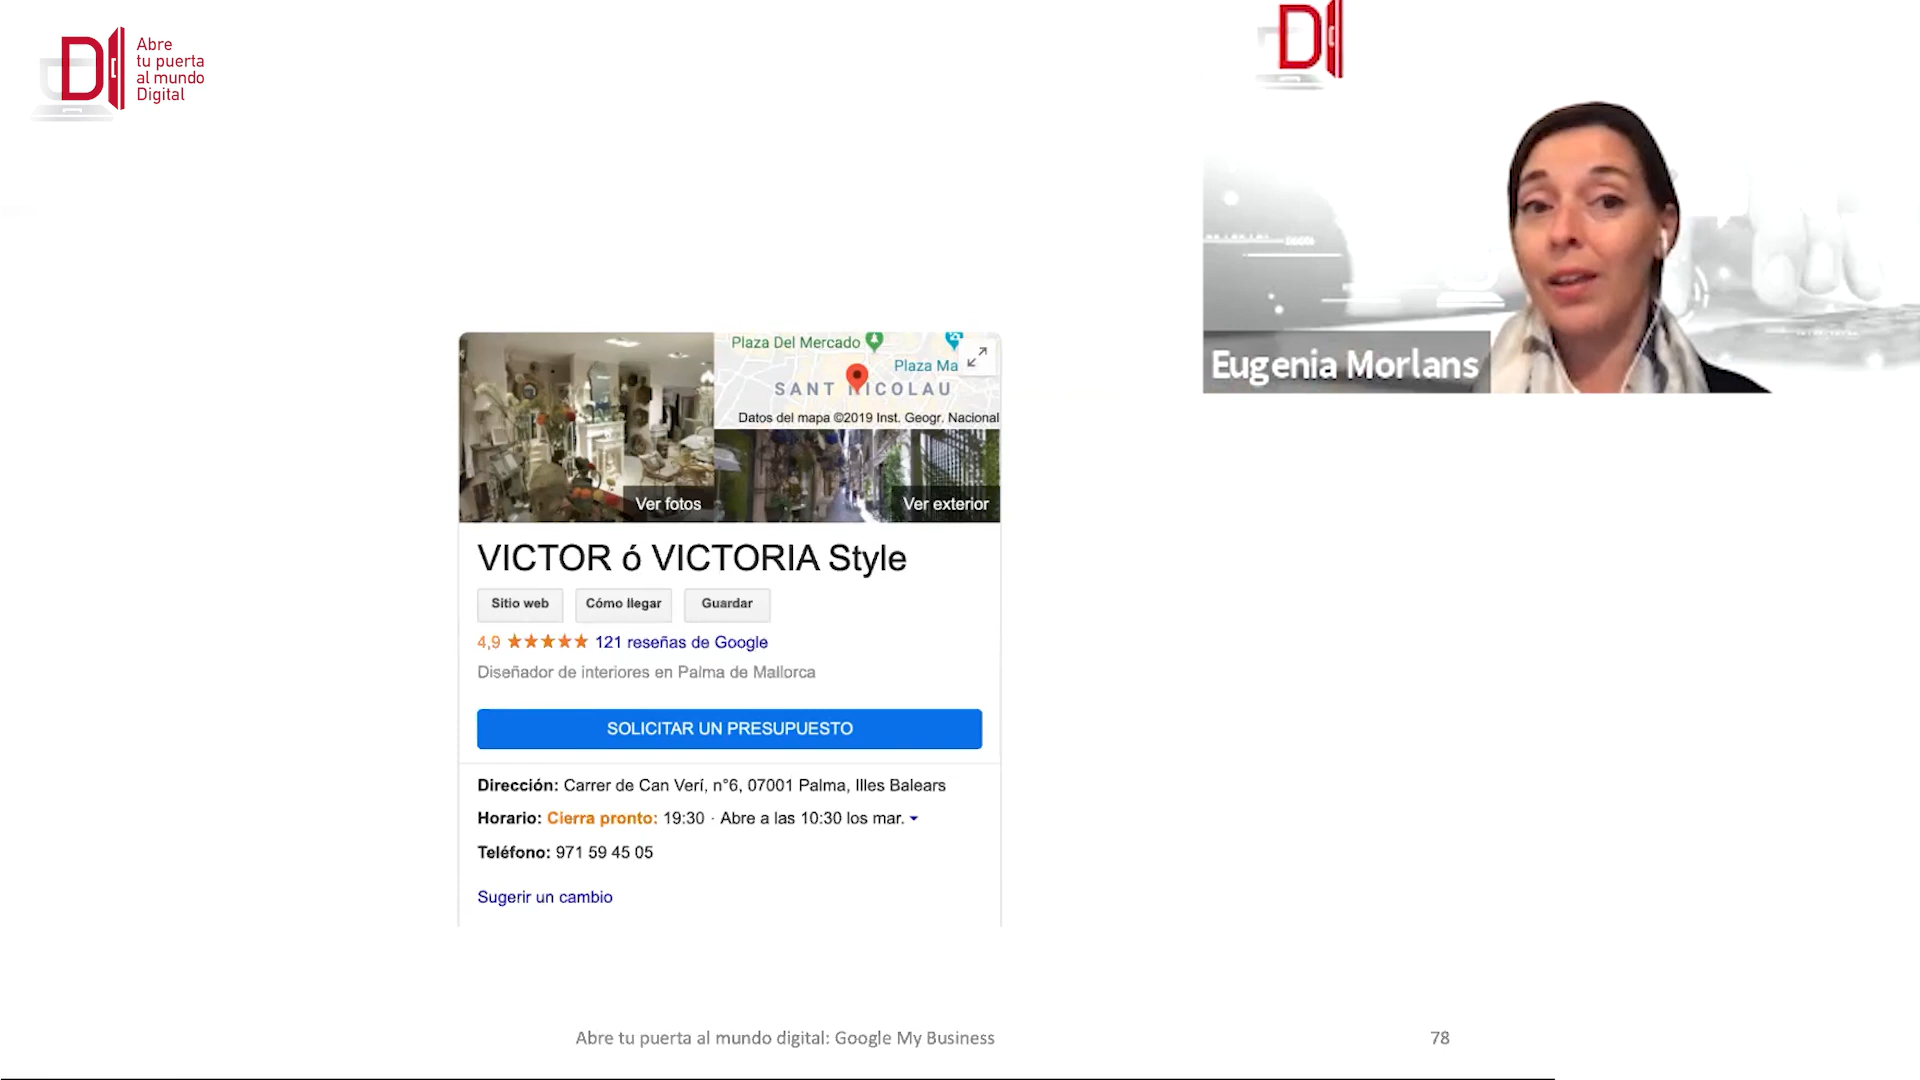 Abre
tu puerta
al mundo
Digital
Eugenia Morlans
Plaza Del Mercado
Plaza Ma
SANT NICOLAU
Datos del mapa ©2019 Inst. Geogr. Nacional
Ver fotos
Ver exterior
VICTOR ó VICTORIA Style
Sitio web
Cómo llegar
Guardar
4,9 ★★★★★ 121 reseñas de Google
Diseñador de interiores en Palma de Mallorca
SOLICITAR UN PRESUPUESTO
Dirección: Carrer de Can Verí, n°6, 07001 Palma, Illes Balears
Horario: Cierra pronto: 19:30 · Abre a las 10:30 los mar.
Teléfono: 971 59 45 05
Sugerir un cambio
Abre tu puerta al mundo digital: Google My Business
78